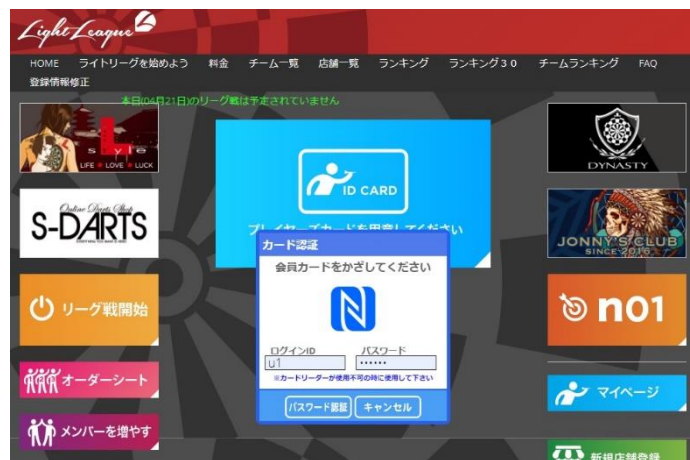 Light League
HOME ライトリーグを始めよう 料金 チーム一覧 店舗一覧 ランキング ランキング30 チームランキング FAQ
登録情報修正
本日(04月21日)のリーグ戦は予定されていません
style
LIFE LOVE LUCK
ID CARD
プレイヤーズカードを用意してください
DYNASTY
Online Darts Shop
S-DARTS
JONNY'S CLUB
SINCE 2016
カード認証
会員カードをかざしてください
N
ログインID パスワード
u1 ••••••
※カードリーダーが使用不可の時に使用して下さい
パスワード認証 キャンセル
リーグ戦開始
n01
オーダーシート
マイページ
メンバーを増やす
新規店舗登録